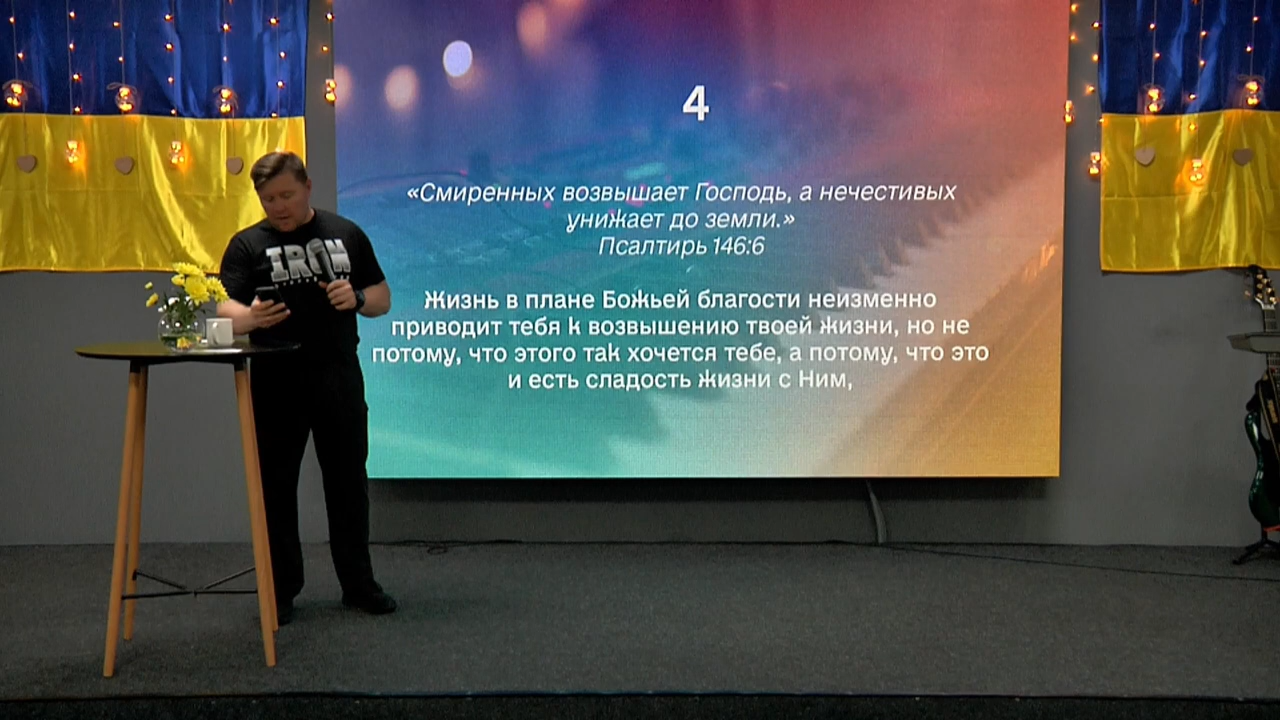 4
«Смиренных возвышает Господь, а нечестивых
унижает до земли.»
Псалтирь 146:6
Жизнь в плане Божьей благости неизменно
приводит тебя к возвышению твоей жизни, но не
потому, что этого так хочется тебе, а потому, что это
и есть сладость жизни с Ним,
IRON